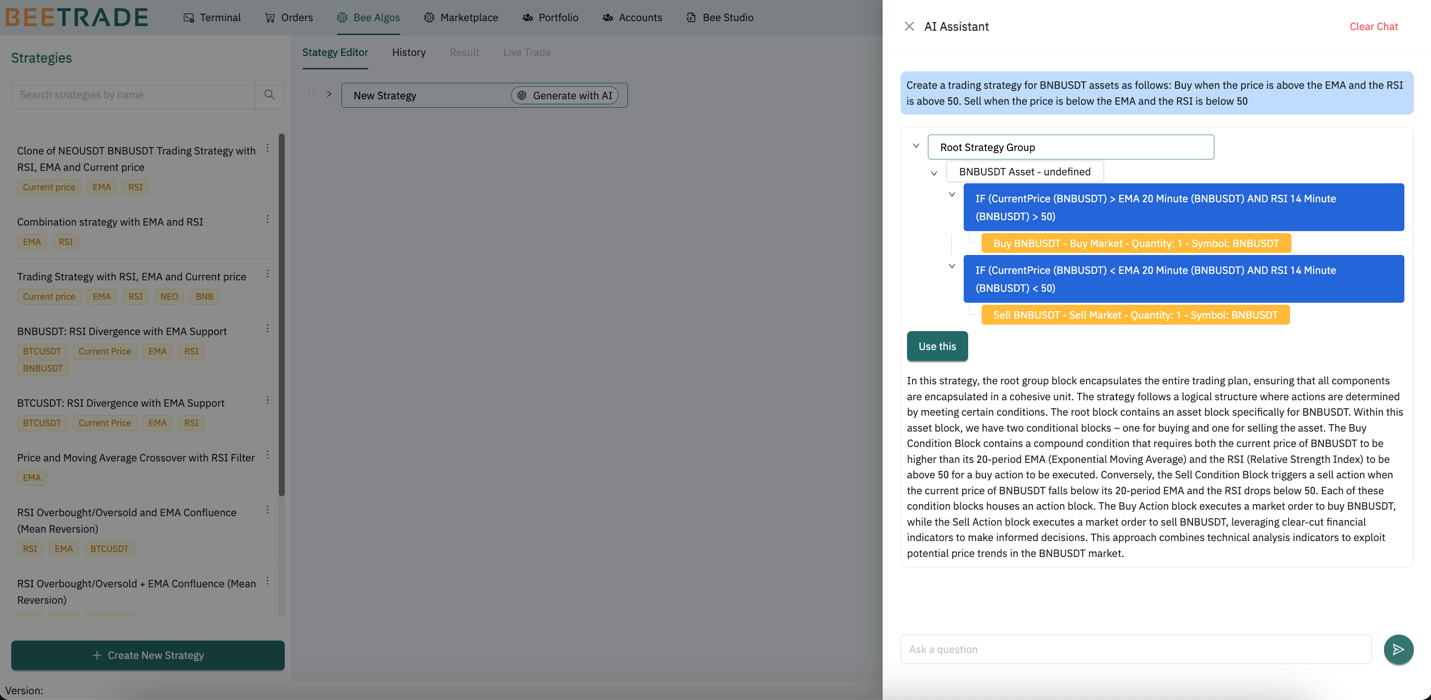 BEETRADE
Terminal
Orders
Bee Algos
Marketplace
Portfolio
Accounts
Bee Studio
Strategies
Search strategies by name
Clone of NEOUSDT BNBUSDT Trading Strategy with
RSI, EMA and Current price
Current price EMA RSI
Combination strategy with EMA and RSI
EMA RSI
Trading Strategy with RSI, EMA and Current price
Current price EMA RSI NEO BNB
BNBUSDT: RSI Divergence with EMA Support
BTCUSDT Current Price EMA RSI
BNBUSDT
BTCUSDT: RSI Divergence with EMA Support
BTCUSDT Current Price EMA RSI
Price and Moving Average Crossover with RSI Filter
EMA
RSI Overbought/Oversold and EMA Confluence
(Mean Reversion)
RSI EMA BTCUSDT
RSI Overbought/Oversold + EMA Confluence (Mean
Reversion)
Create New Strategy
Version:
Stategy Editor
History
Result
Live Trade
New Strategy
Generate with AI
AI Assistant
Clear Chat
Create a trading strategy for BNBUSDT assets as follows: Buy when the price is above the EMA and the RSI
is above 50. Sell when the price is below the EMA and the RSI is below 50
Root Strategy Group
BNBUSDT Asset - undefined
IF (CurrentPrice (BNBUSDT) > EMA 20 Minute (BNBUSDT) AND RSI 14 Minute
(BNBUSDT) > 50)
Buy BNBUSDT - Buy Market - Quantity: 1 - Symbol: BNBUSDT
IF (CurrentPrice (BNBUSDT) < EMA 20 Minute (BNBUSDT) AND RSI 14 Minute
(BNBUSDT) < 50)
Sell BNBUSDT - Sell Market - Quantity: 1 - Symbol: BNBUSDT
Use this
In this strategy, the root group block encapsulates the entire trading plan, ensuring that all components
are encapsulated in a cohesive unit. The strategy follows a logical structure where actions are determined
by meeting certain conditions. The root block contains an asset block specifically for BNBUSDT. Within this
asset block, we have two conditional blocks – one for buying and one for selling the asset. The Buy
Condition Block contains a compound condition that requires both the current price of BNBUSDT to be
higher than its 20-period EMA (Exponential Moving Average) and the RSI (Relative Strength Index) to be
above 50 for a buy action to be executed. Conversely, the Sell Condition Block triggers a sell action when
the current price of BNBUSDT falls below its 20-period EMA and the RSI drops below 50. Each of these
condition blocks houses an action block. The Buy Action block executes a market order to buy BNBUSDT,
while the Sell Action block executes a market order to sell BNBUSDT, leveraging clear-cut financial
indicators to make informed decisions. This approach combines technical analysis indicators to exploit
potential price trends in the BNBUSDT market.
Ask a question